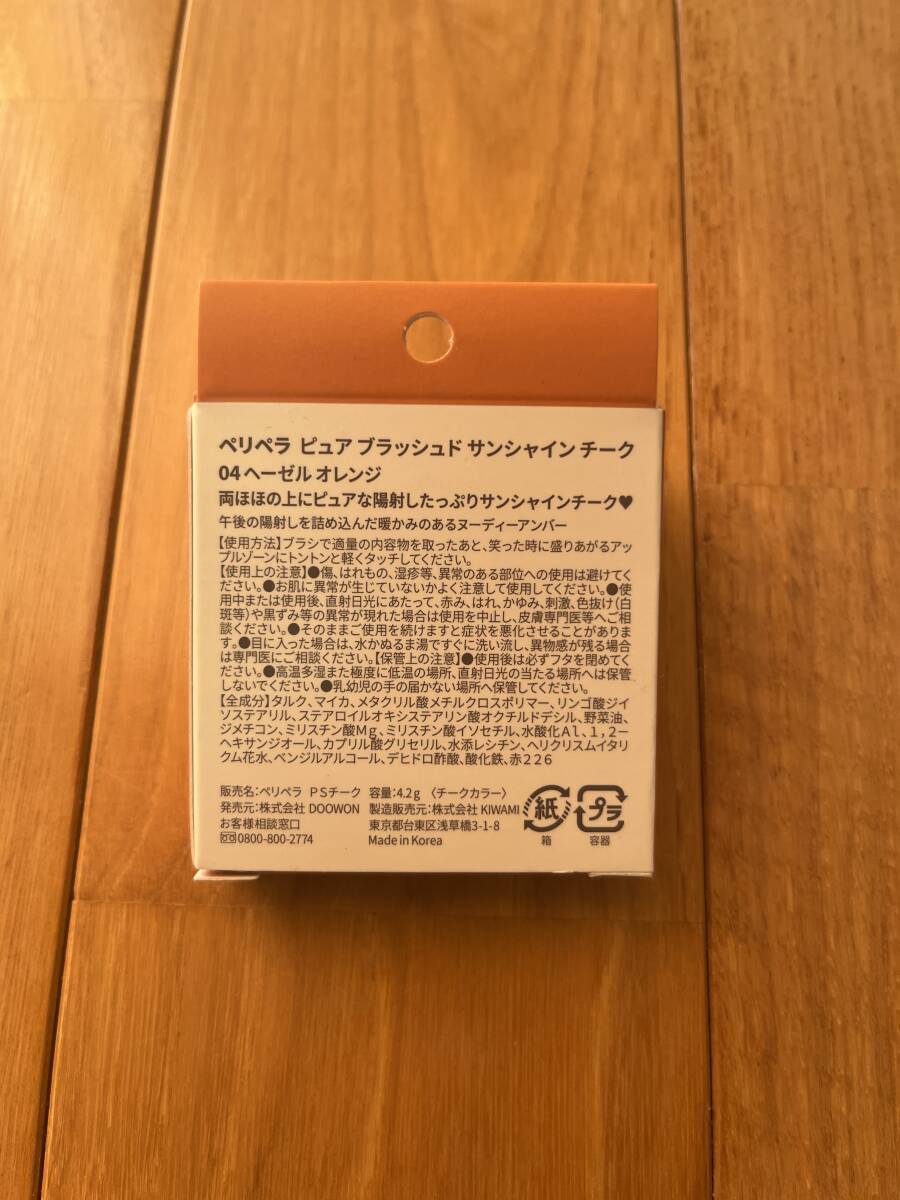 ペリペラ ピュア ブラッシュド サンシャイン チーク
04 ヘーゼル オレンジ
両ほほの上にピュアな陽射したっぷりサンシャインチーク♥
午後の陽射しを詰め込んだ暖かみのあるヌーディーアンバー
【使用方法】ブラシで適量の内容物を取ったあと、笑った時に盛りあがるアッ
プルゾーンにトントンと軽くタッチしてください。
【使用上の注意】●傷、はれもの、湿疹等、異常のある部位への使用は避けてく
ださい。●お肌に異常が生じていないかよく注意して使用してください。●使
用中または使用後、直射日光にあたって、赤み、はれ、かゆみ、刺激、色抜け(白
斑等)や黒ずみ等の異常が現れた場合は使用を中止し、皮膚専門医等へご相
談ください。●そのままご使用を続けますと症状を悪化させることがありま
す。●目に入った場合は、水かぬるま湯ですぐに洗い流し、異物感が残る場合
は専門医にご相談ください。【保管上の注意】●使用後は必ずフタを閉めてく
ださい。●高温多湿また極度に低温の場所、直射日光の当たる場所へは保管
しないでください。●乳幼児の手の届かない場所へ保管してください。
【全成分】タルク、マイカ、メタクリル酸メチルクロスポリマー、リンゴ酸ジイ
ソステアリル、ステアロイルオキシステアリン酸オクチルドデシル、野菜油、
ジメチコン、ミリスチン酸Mg、ミリスチン酸イソセチル、水酸化Al、1,2-
ヘキサンジオール、カプリル酸グリセリル、水添レシチン、ヘリクリスムイタリ
クム花水、ベンジルアルコール、デヒドロ酢酸、酸化鉄、赤226
販売名:ペリペラ PSチーク 容量:4.2g 〈チークカラー〉
発売元:株式会社 DOOWON 製造販売元:株式会社 KIWAMI
お客様相談窓口 東京都台東区浅草橋3-1-8
0800-800-2774 Made in Korea
紙 プラ
箱 容器